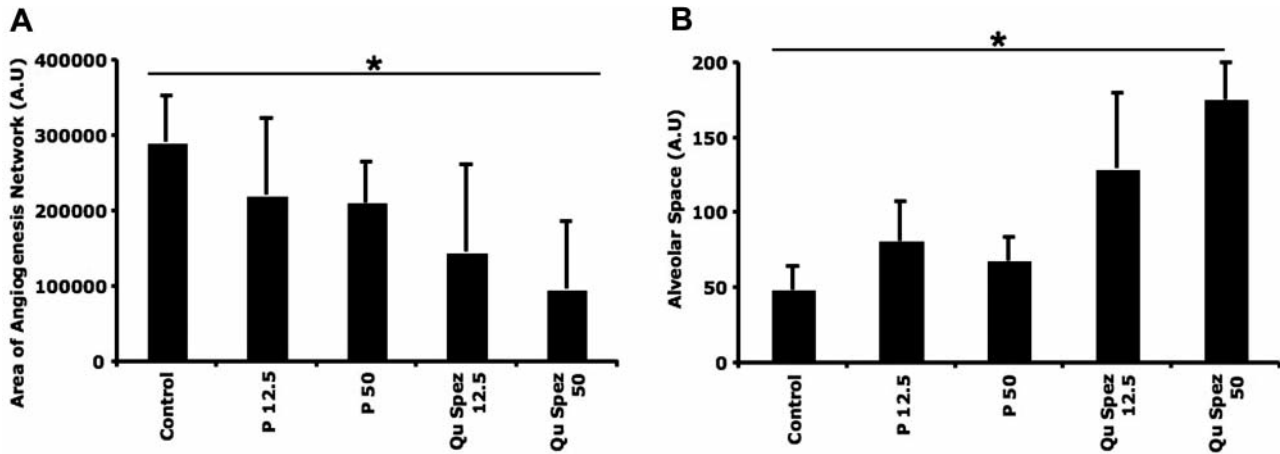 A
Area of Angiogenesis Network (A.U)
400000
300000
200000
100000
0
*
Control
P 12.5
P 50
Qu Spez
12.5
Qu Spez
50
B
Alveolar Space (A.U)
200
150
100
50
0
*
Control
P 12.5
P 50
Qu Spez
12.5
Qu Spez
50